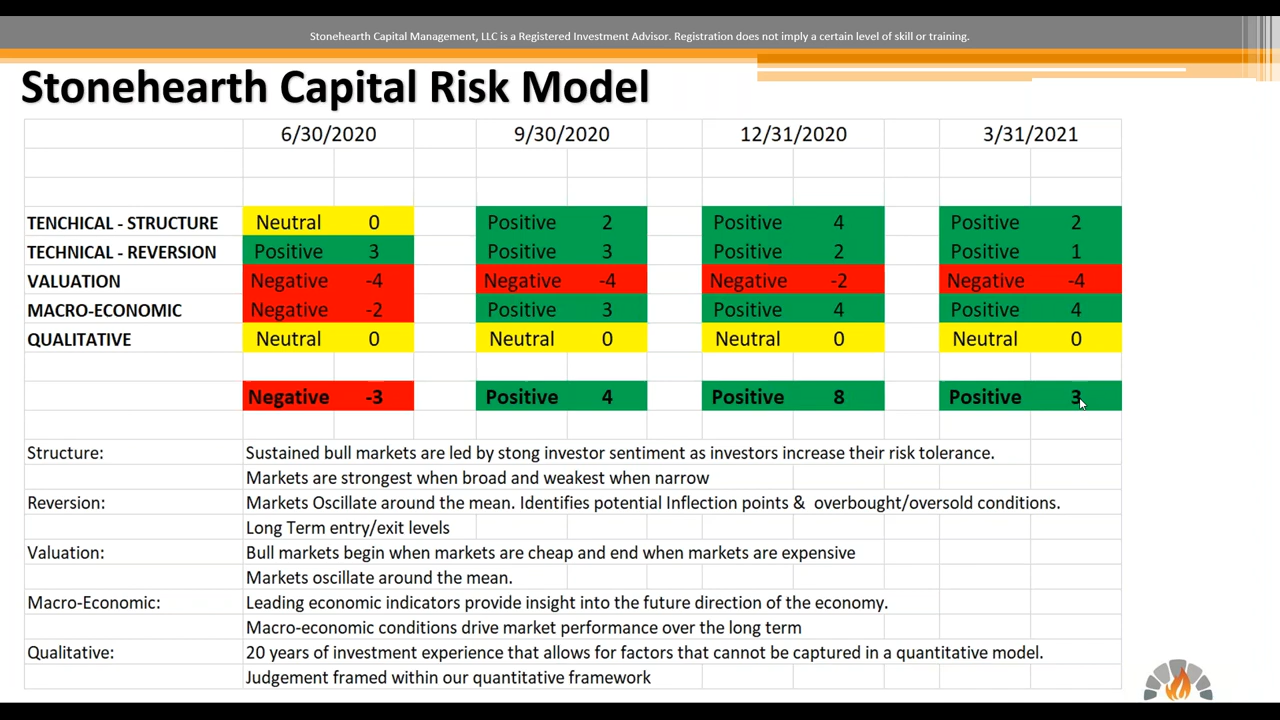 Stonehearth Capital Management, LLC is a Registered Investment Advisor. Registration does not imply a certain level of skill or training.
Stonehearth Capital Risk Model
6/30/2020 9/30/2020 12/31/2020 3/31/2021
TENCHICAL - STRUCTURE Neutral 0 Positive 2 Positive 4 Positive 2
TECHNICAL - REVERSION Positive 3 Positive 3 Positive 2 Positive 1
VALUATION Negative -4 Negative -4 Negative -2 Negative -4
MACRO-ECONOMIC Negative -2 Positive 3 Positive 4 Positive 4
QUALITATIVE Neutral 0 Neutral 0 Neutral 0 Neutral 0
Negative -3 Positive 4 Positive 8 Positive 3
Structure: Sustained bull markets are led by stong investor sentiment as investors increase their risk tolerance.
Markets are strongest when broad and weakest when narrow
Reversion: Markets Oscillate around the mean. Identifies potential Inflection points & overbought/oversold conditions.
Long Term entry/exit levels
Valuation: Bull markets begin when markets are cheap and end when markets are expensive
Markets oscillate around the mean.
Macro-Economic: Leading economic indicators provide insight into the future direction of the economy.
Macro-economic conditions drive market performance over the long term
Qualitative: 20 years of investment experience that allows for factors that cannot be captured in a quantitative model.
Judgement framed within our quantitative framework